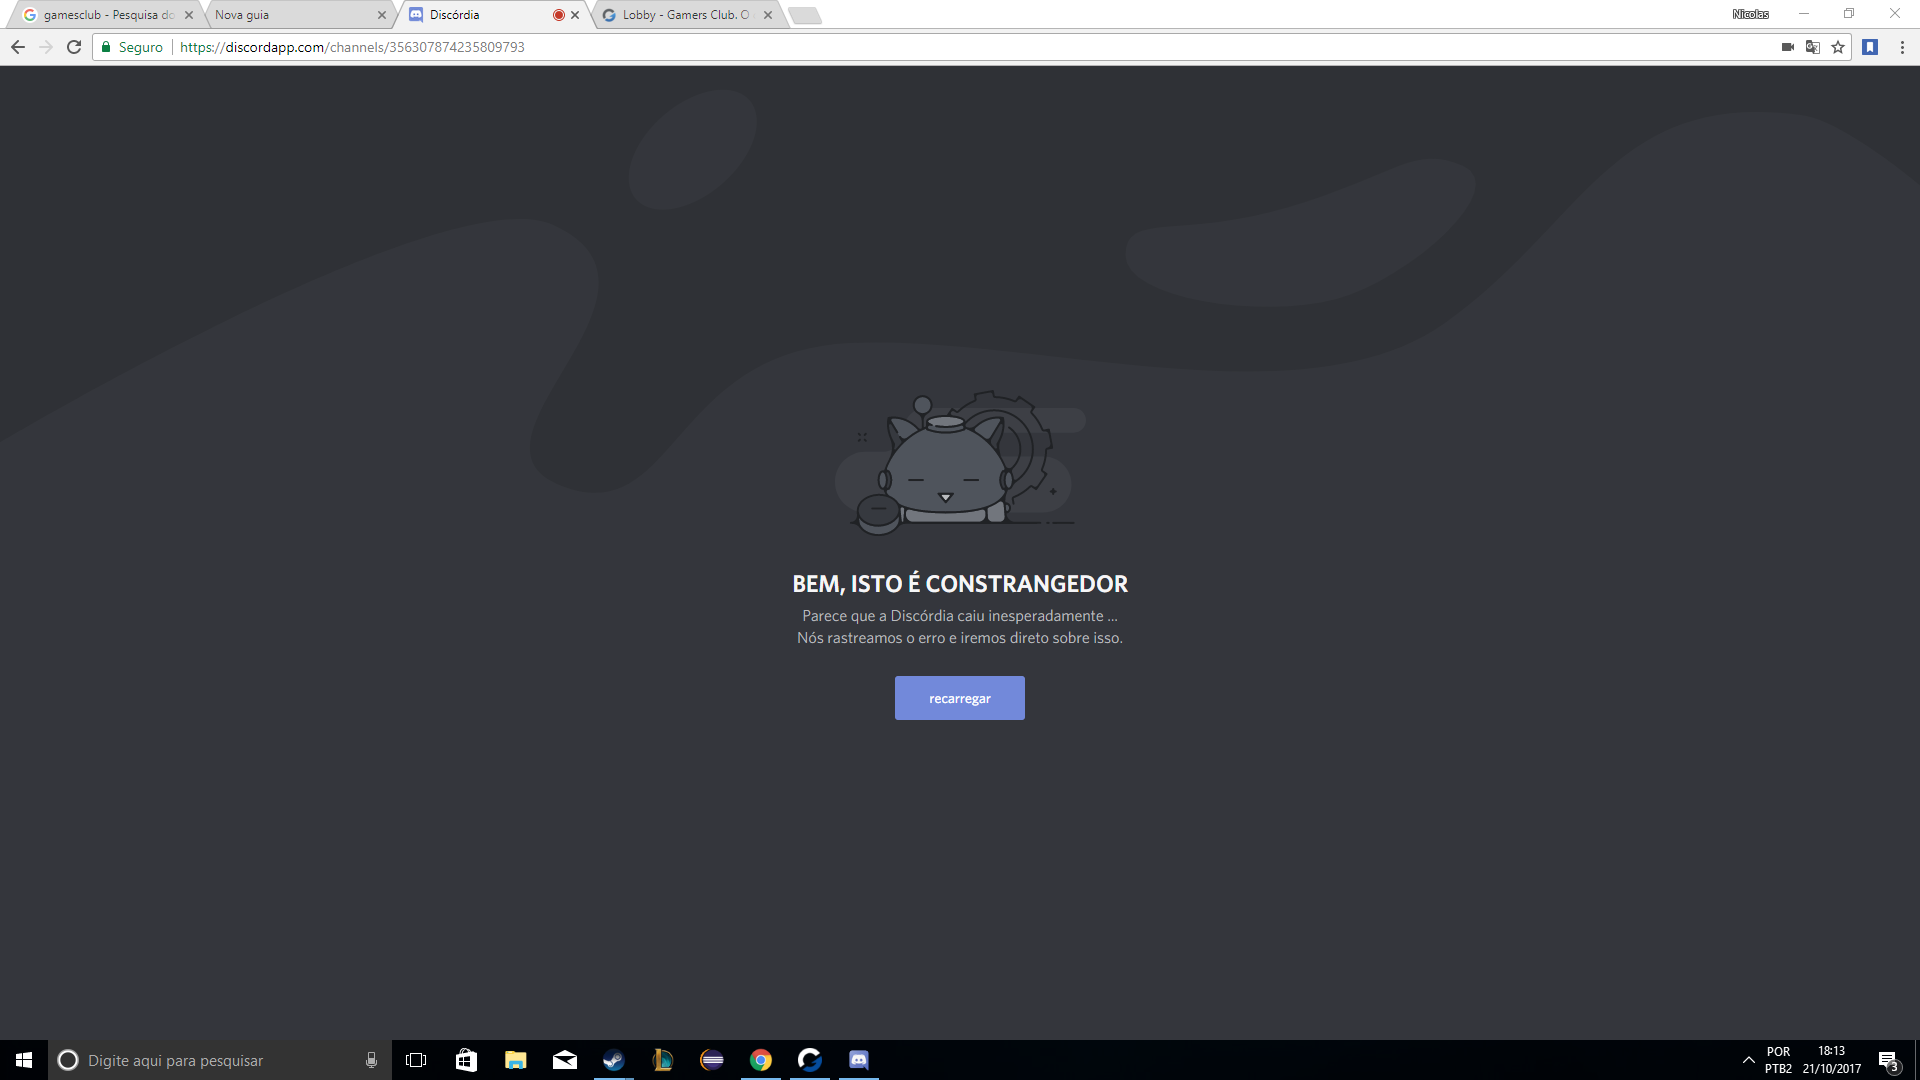 gamesclub - Pesquisa do
Nova guia
Discórdia
Lobby - Gamers Club. O
Nicolas
Seguro
https://discordapp.com/channels/356307874235809793
BEM, ISTO É CONSTRANGEDOR
Parece que a Discórdia caiu inesperadamente ...
Nós rastreamos o erro e iremos direto sobre isso.
recarregar
Digite aqui para pesquisar
POR
PTB2
18:13
21/10/2017
3